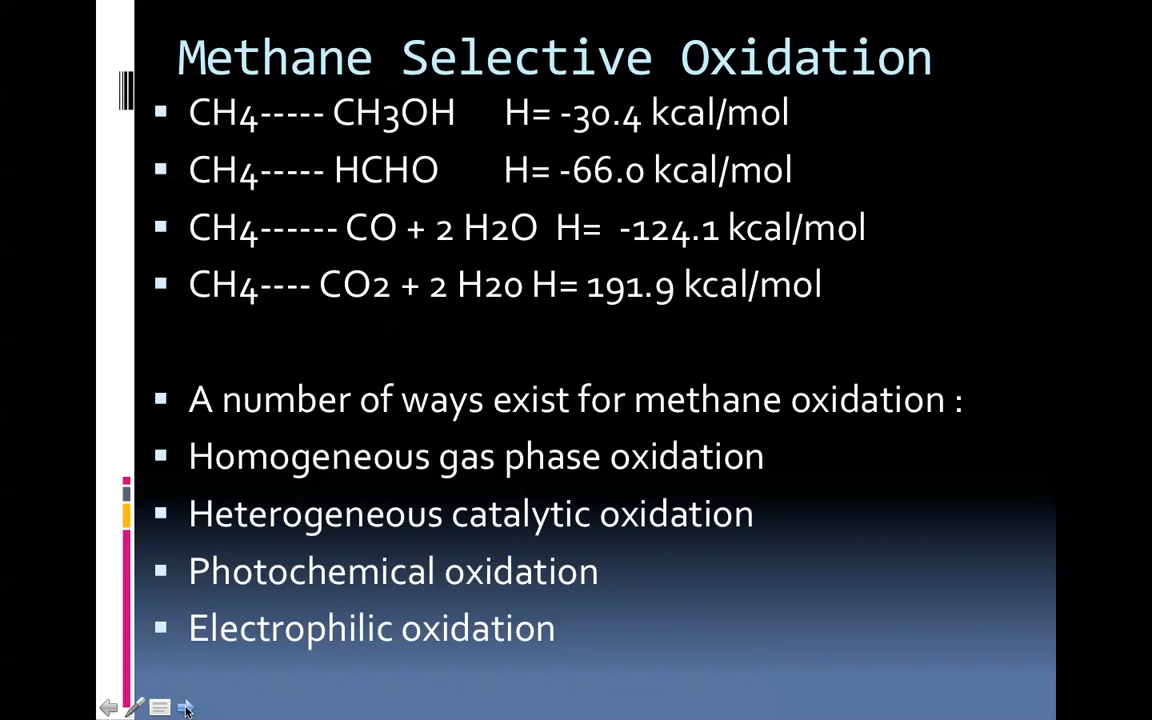 Methane Selective Oxidation
CH4----- CH3OH H= -30.4 kcal/mol
CH4----- HCHO H= -66.0 kcal/mol
CH4------ CO + 2 H2O H= -124.1 kcal/mol
CH4---- CO2 + 2 H20 H= 191.9 kcal/mol
A number of ways exist for methane oxidation :
Homogeneous gas phase oxidation
Heterogeneous catalytic oxidation
Photochemical oxidation
Electrophilic oxidation